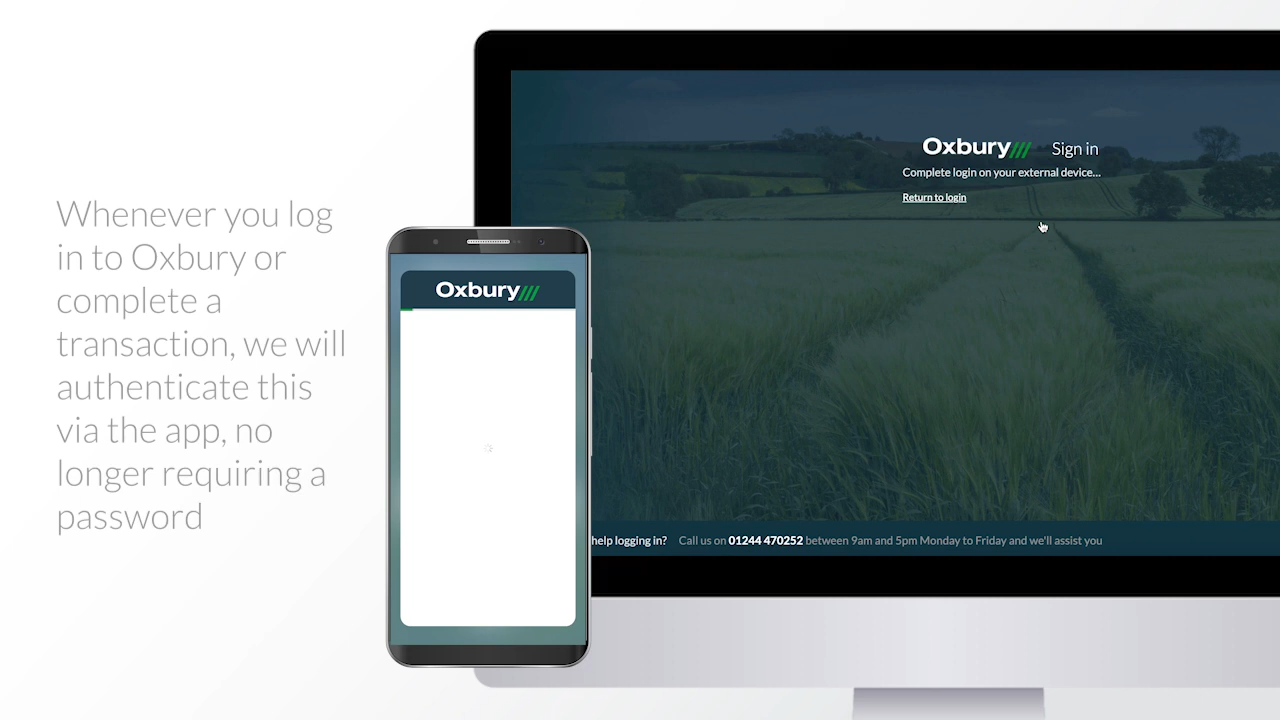 Whenever you log
in to Oxbury or
complete a
transaction, we will
authenticate this
via the app, no
longer requiring a
password
Oxbury
Oxbury Sign in
Complete login on your external device...
Return to login
help logging in? Call us on 01244 470252 between 9am and 5pm Monday to Friday and we'll assist you